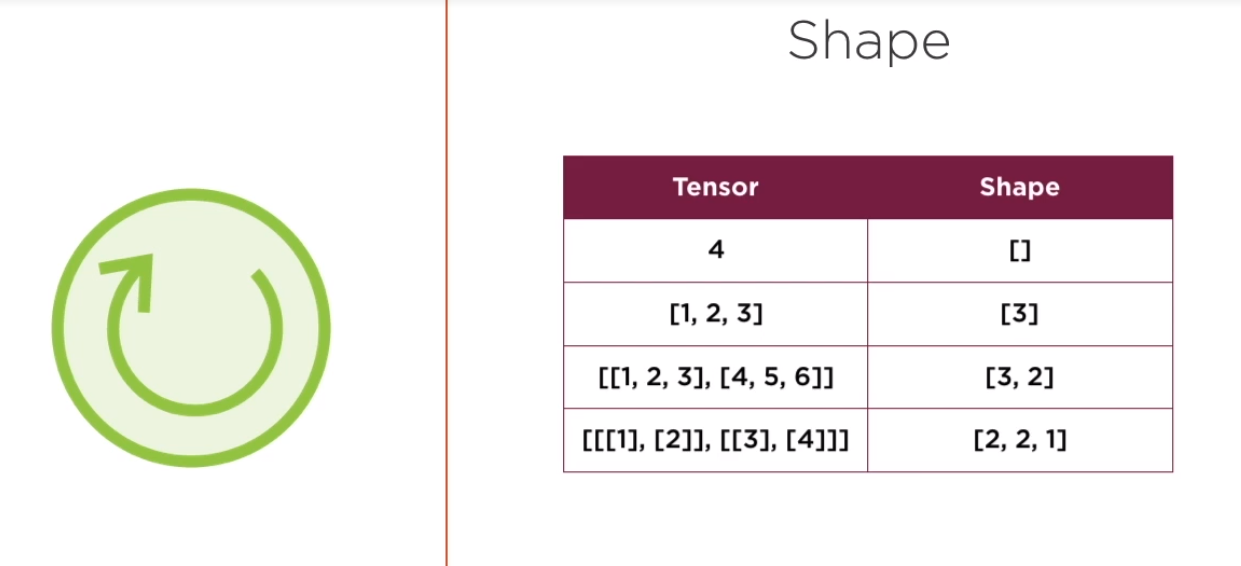 Shape
Tensor Shape
4 []
[1, 2, 3] [3]
[[1, 2, 3], [4, 5, 6]] [3, 2]
[[[1], [2]], [[3], [4]]] [2, 2, 1]